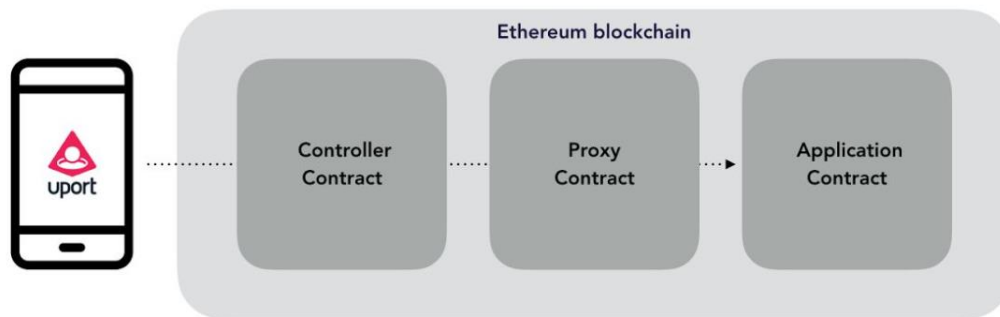 Ethereum blockchain
uport
Controller
Contract
Proxy
Contract
Application
Contract